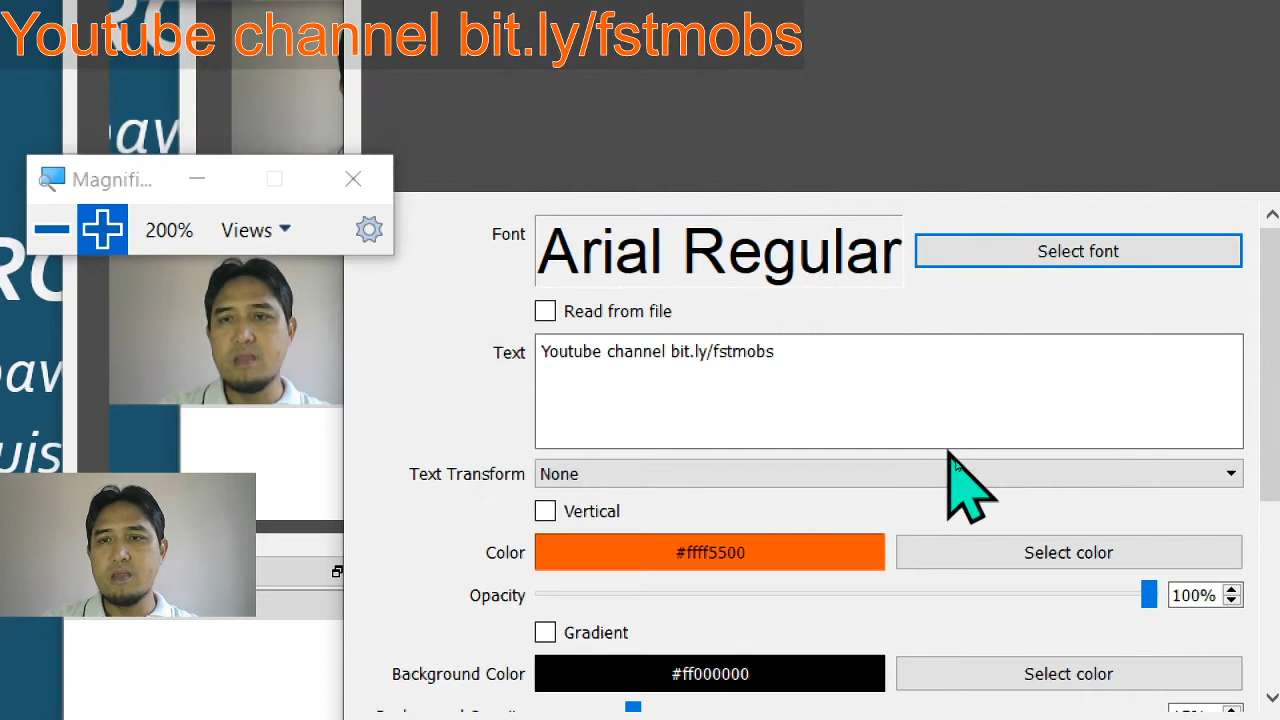 Youtube channel bit.ly/fstmobs
Magnifi...
200%
Views
Font
Arial Regular
Select font
Read from file
Text
Youtube channel bit.ly/fstmobs
Text Transform
None
Vertical
Color
#ffff5500
Select color
Opacity
100%
Gradient
Background Color
#ff000000
Select color